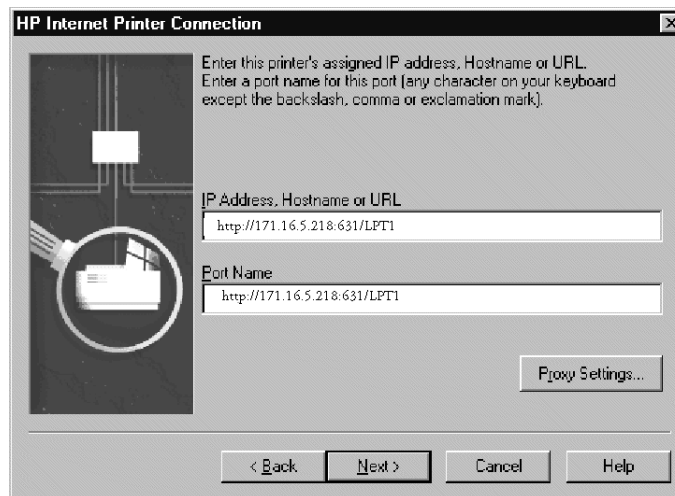 HP Internet Printer Connection
Enter this printer's assigned IP address, Hostname or URL.
Enter a port name for this port (any character on your keyboard
except the backslash, comma or exclamation mark).
IP Address, Hostname or URL
http://171.16.5.218:631/LPT1
Port Name
http://171.16.5.218:631/LPT1
Proxy Settings...
< Back Next > Cancel Help